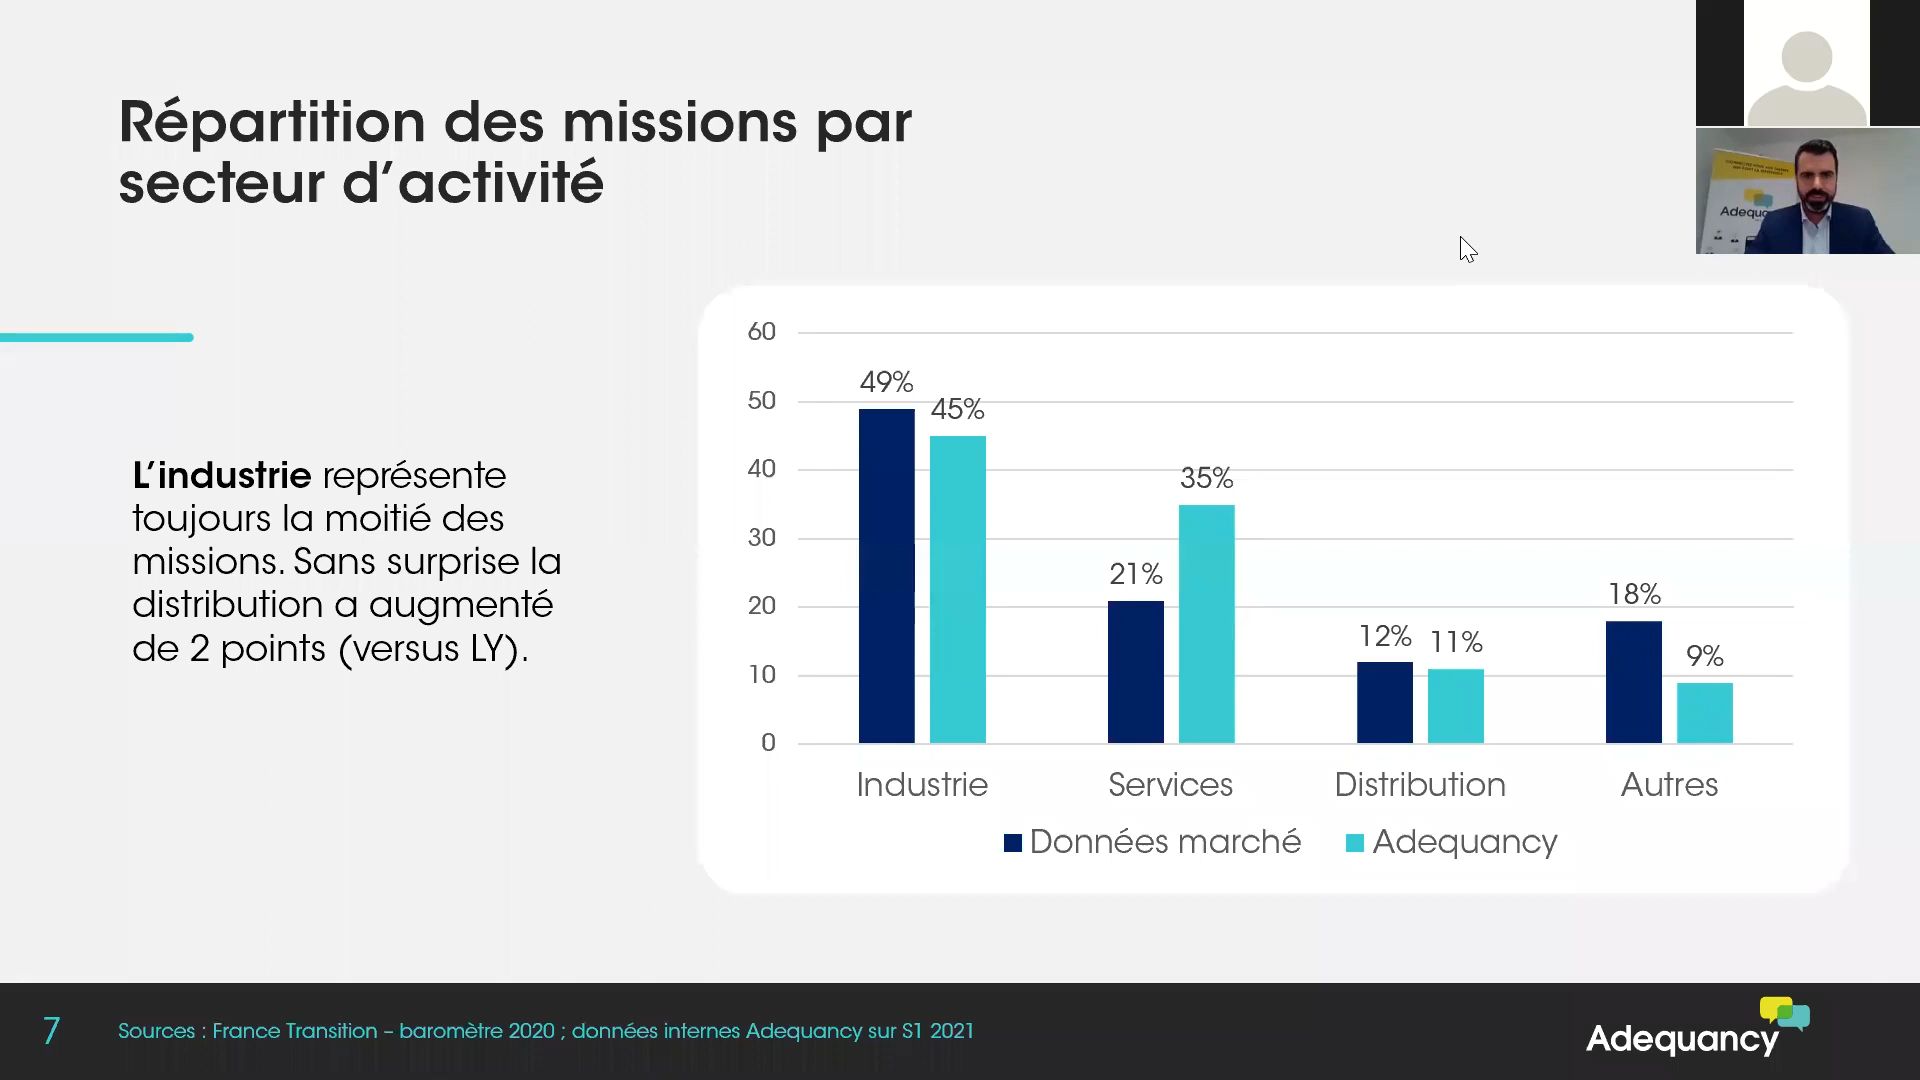 Répartition des missions par
secteur d’activité
L’industrie représente
toujours la moitié des
missions. Sans surprise la
distribution a augmenté
de 2 points (versus LY).
60
50
40
30
20
10
0
49%
45%
21%
35%
12%
11%
18%
9%
Industrie
Services
Distribution
Autres
Données marché
Adequancy
7
Sources : France Transition – baromètre 2020 ; données internes Adequancy sur S1 2021
Adequancy